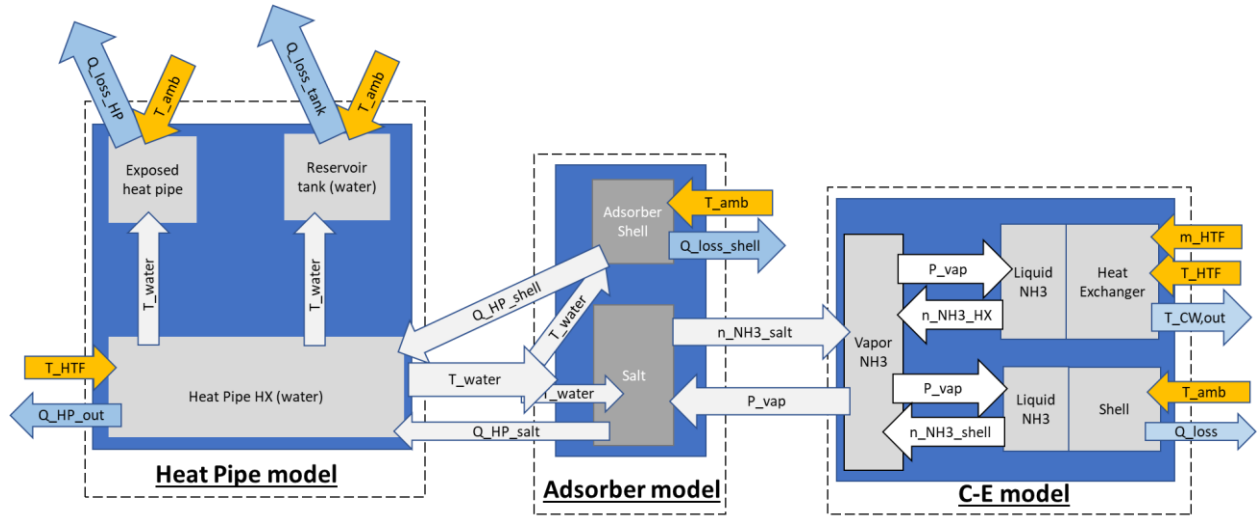 Q_loss_HP
T_amb
Q_loss_tank
T_amb
Exposed
heat pipe
Reservoir
tank (water)
T_water
T_water
T_HTF
Q_HP_out
Heat Pipe HX (water)
Heat Pipe model
Q_HP_shell
T_water
T_water
T_water
Q_HP_salt
Adsorber
Shell
T_amb
Q_loss_shell
Salt
Adsorber model
n_NH3_salt
P_vap
Vapor
NH3
P_vap
n_NH3_HX
Liquid
NH3
Heat
Exchanger
m_HTF
T_HTF
T_CW,out
P_vap
n_NH3_shell
Liquid
NH3
Shell
T_amb
Q_loss
C-E model